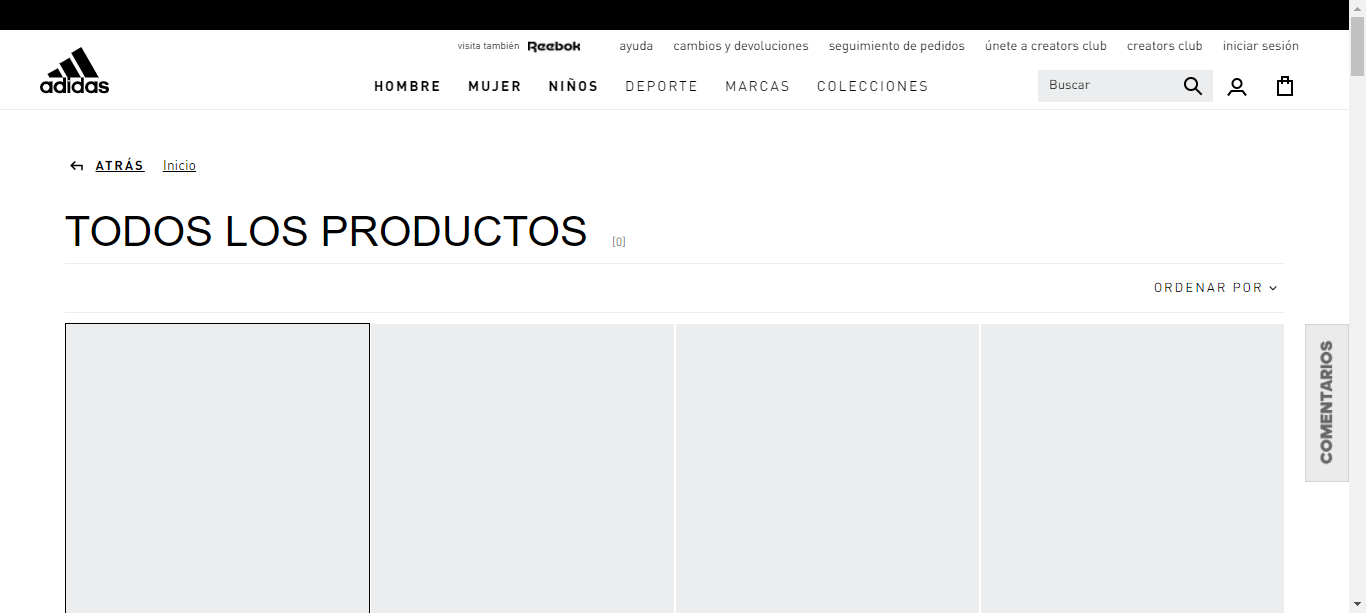 visita también Reebok ayuda cambios y devoluciones seguimiento de pedidos únete a creators club creators club iniciar sesión
adidas
HOMBRE MUJER NIÑOS DEPORTE MARCAS COLECCIONES Buscar
ATRÁS Inicio
TODOS LOS PRODUCTOS [0]
ORDENAR POR
COMENTARIOS